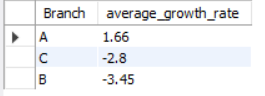 Branch average_growth_rate
A 1.66
C -2.8
B -3.45